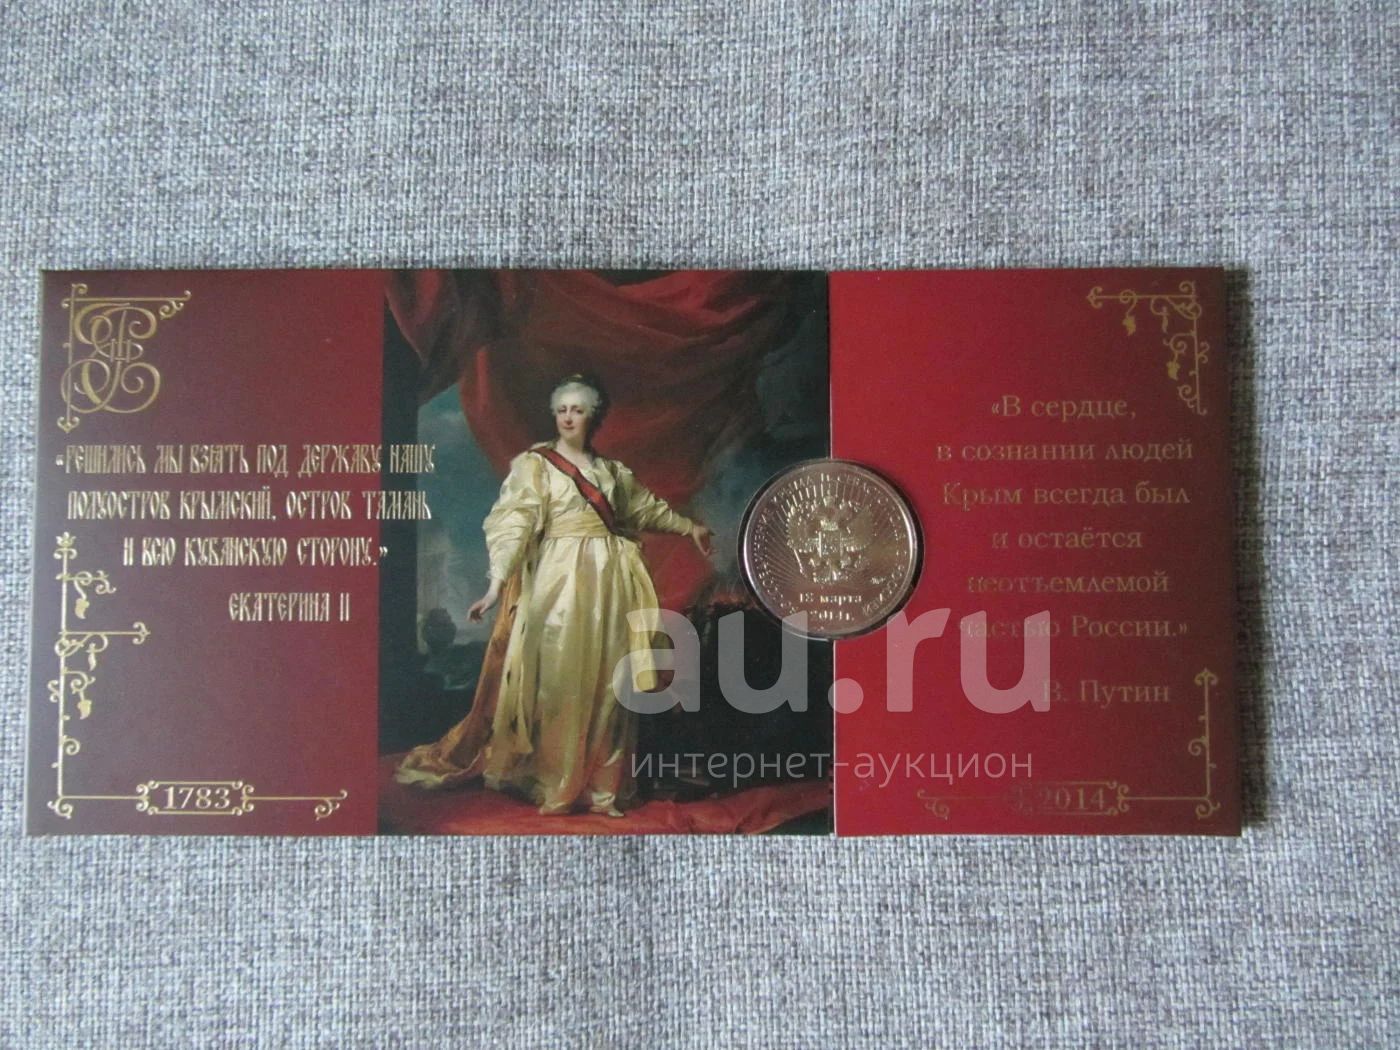 «Решились мы взять под державу нашу
полуостров Крымский, остров Тамань
и всю Кубанскую сторону.»
Екатерина II
1783
18 марта
2014г.
«В сердце,
в сознании людей
Крым всегда был
и остаётся
неотъемлемой
частью России.»
В. Путин
2014
au.ru
интернет-аукцион